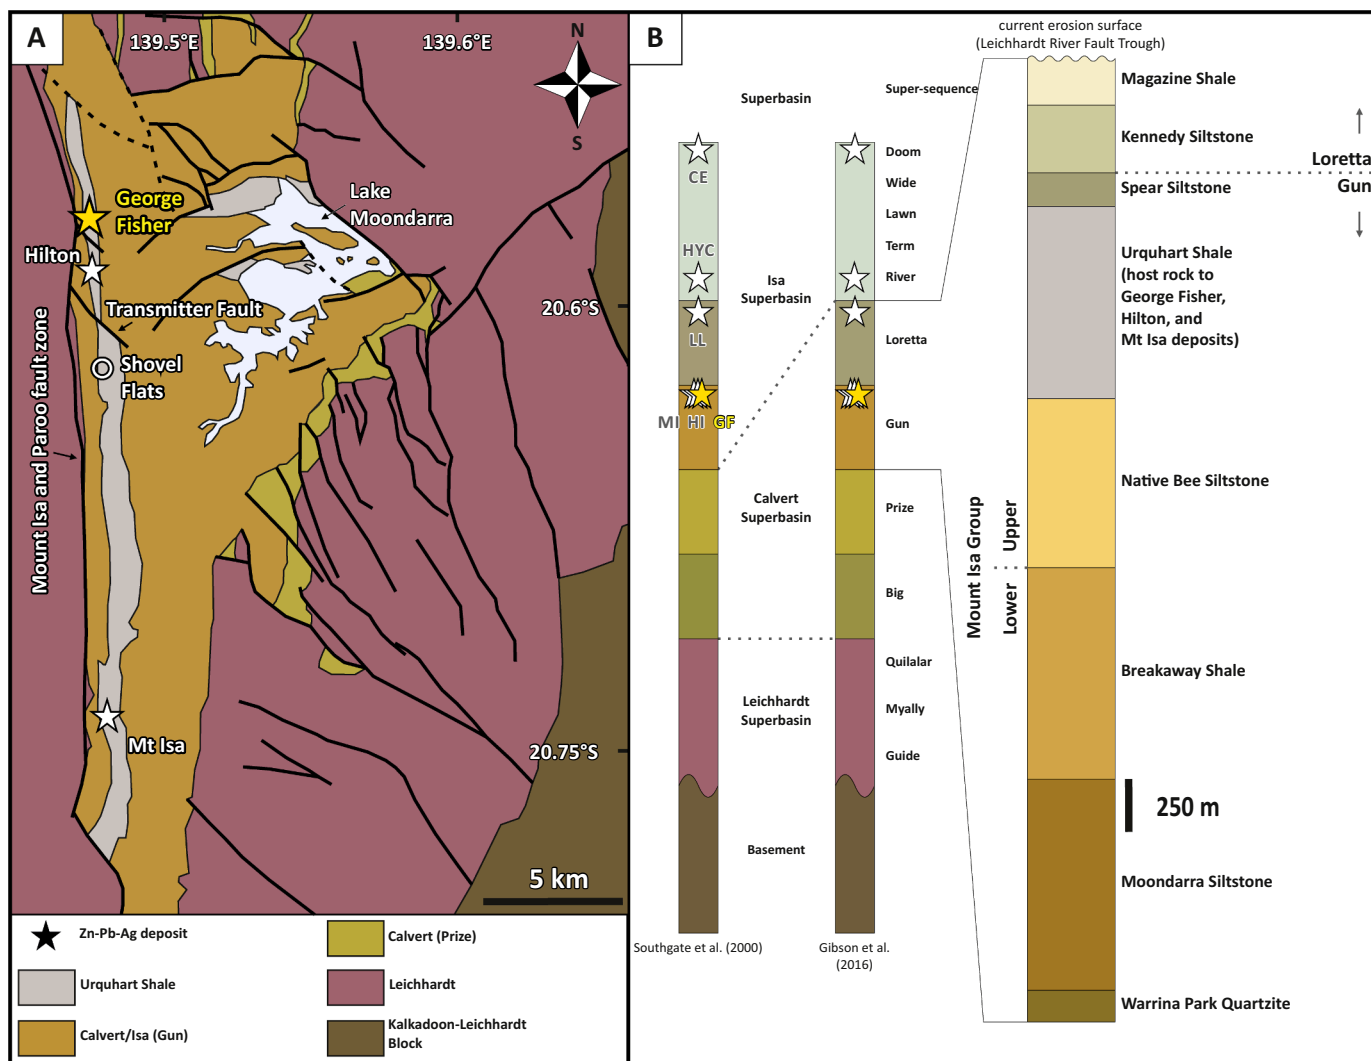 A
139.5°E
139.6°E
N
S
George
Fisher
Lake
Moondarra
Hilton
Transmitter Fault
20.6°S
Shovel
Flats
Mount Isa and Paroo fault zone
Mt Isa
20.75°S
5 km
Zn-Pb-Ag deposit
Urquhart Shale
Calvert/Isa (Gun)
Calvert (Prize)
Leichhardt
Kalkadoon-Leichhardt
Block
B
Superbasin
Super-sequence
CE
HYC
LL
MI HI GF
Isa
Superbasin
Calvert
Superbasin
Leichhardt
Superbasin
Basement
Doom
Wide
Lawn
Term
River
Loretta
Gun
Prize
Big
Quilalar
Myally
Guide
Southgate et al. (2000)
Gibson et al.
(2016)
current erosion surface
(Leichhardt River Fault Trough)
Magazine Shale
Kennedy Siltstone
Loretta
Gun
Spear Siltstone
Urquhart Shale
(host rock to
George Fisher,
Hilton, and
Mt Isa deposits)
Native Bee Siltstone
Mount Isa Group
Upper
Lower
Breakaway Shale
250 m
Moondarra Siltstone
Warrina Park Quartzite